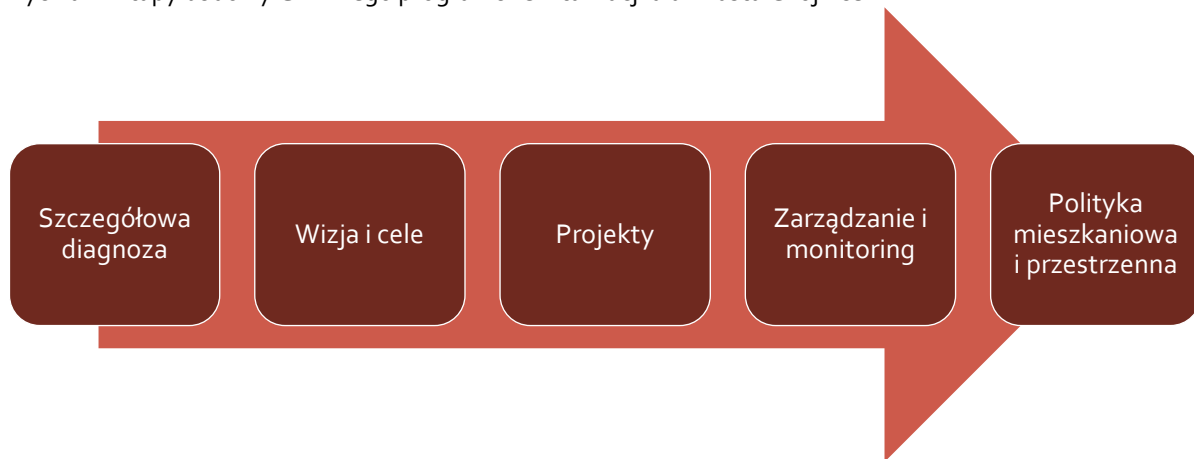 Szczegółowa
diagnoza
Wizja i cele
Projekty
Zarządzanie i
monitoring
Polityka
mieszkaniowa
i przestrzenna